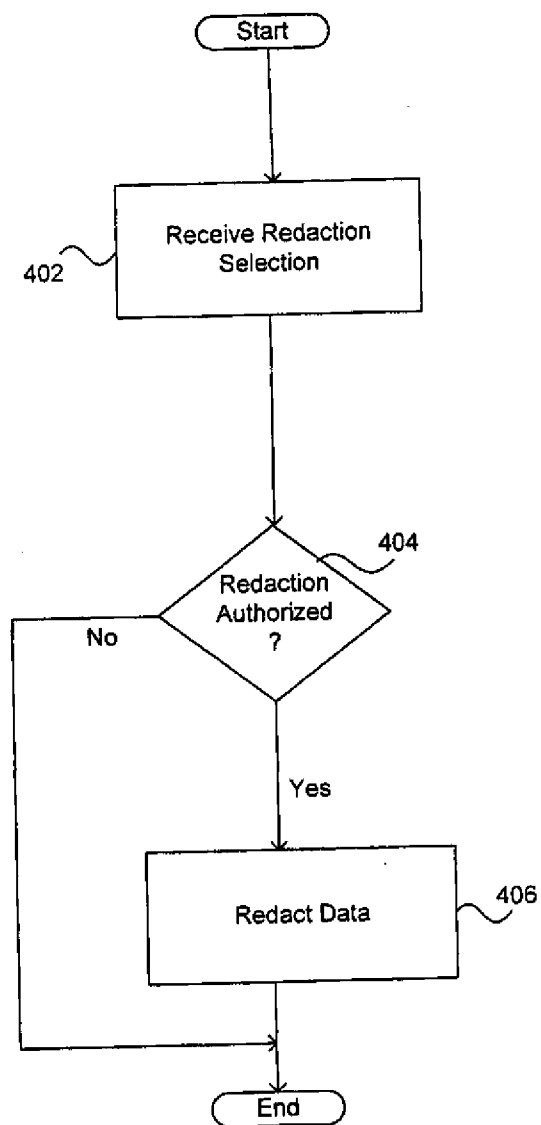 Start
Receive Redaction
Selection
402
404
Redaction
Authorized
?
No
Yes
Redact Data
406
End